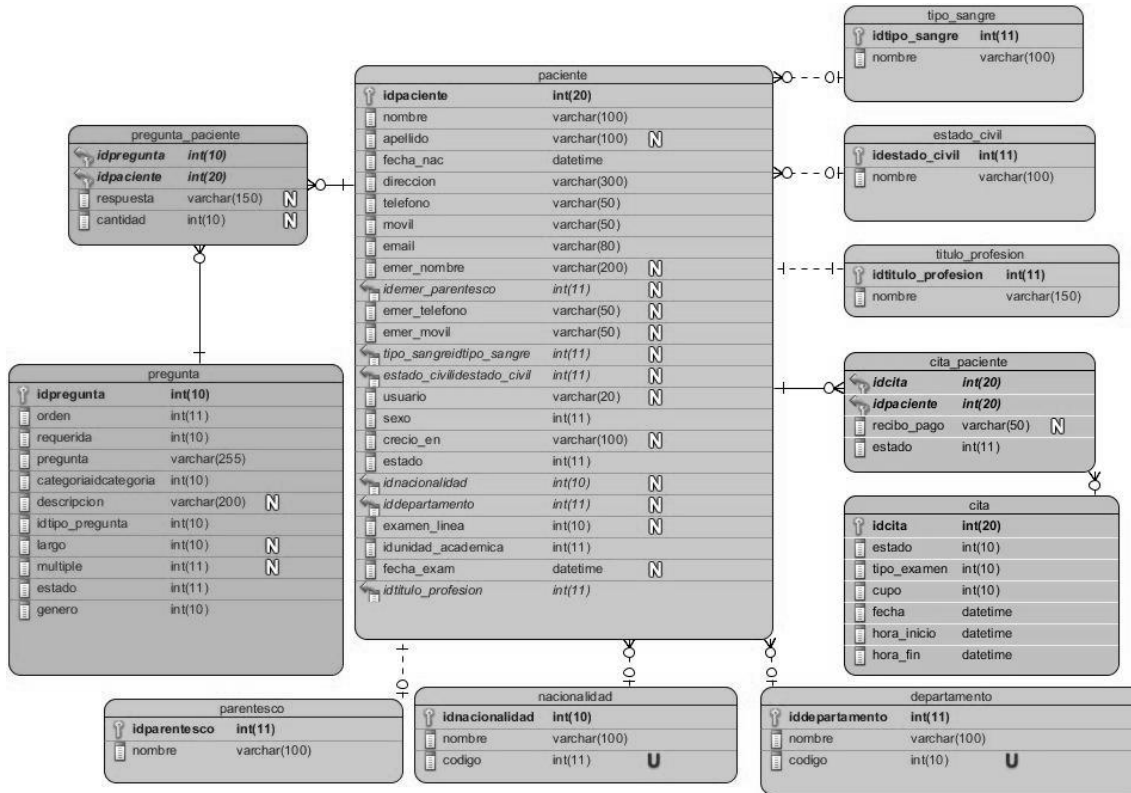 tipo_sangre
idtipo_sangre int(11)
nombre varchar(100)
paciente
idpaciente int(20)
nombre varchar(100)
apellido varchar(100) N
fecha_nac datetime
direccion varchar(300)
telefono varchar(50)
movil varchar(50)
email varchar(80)
emer_nombre varchar(200) N
idemer_parentesco int(11) N
emer_telefono varchar(50) N
emer_movil varchar(50) N
tipo_sangreidtipo_sangre int(11) N
estado_civilidestado_civil int(11) N
usuario varchar(20) N
sexo int(11)
crecio_en varchar(100) N
estado int(11)
idnacionalidad int(10) N
iddepartamento int(11) N
examen_linea int(10) N
idunidad_academica int(11)
fecha_exam datetime N
idtitulo_profesion int(11)
pregunta_paciente
idpregunta int(10)
idpaciente int(20)
respuesta varchar(150) N
cantidad int(10) N
estado_civil
idestado_civil int(11)
nombre varchar(100)
titulo_profesion
idtitulo_profesion int(11)
nombre varchar(150)
cita_paciente
idcita int(20)
idpaciente int(20)
recibo_pago varchar(50) N
estado int(11)
pregunta
idpregunta int(10)
orden int(11)
requerida int(10)
pregunta varchar(255)
categoriaidcategoria int(10)
descripcion varchar(200) N
idtipo_pregunta int(10)
largo int(10) N
multiple int(11) N
estado int(11)
genero int(10)
cita
idcita int(20)
estado int(10)
tipo_examen int(10)
cupo int(10)
fecha datetime
hora_inicio datetime
hora_fin datetime
parentesco
idparentesco int(11)
nombre varchar(100)
nacionalidad
idnacionalidad int(10)
nombre varchar(100)
codigo int(11) U
departamento
iddepartamento int(11)
nombre varchar(100)
codigo int(10) U